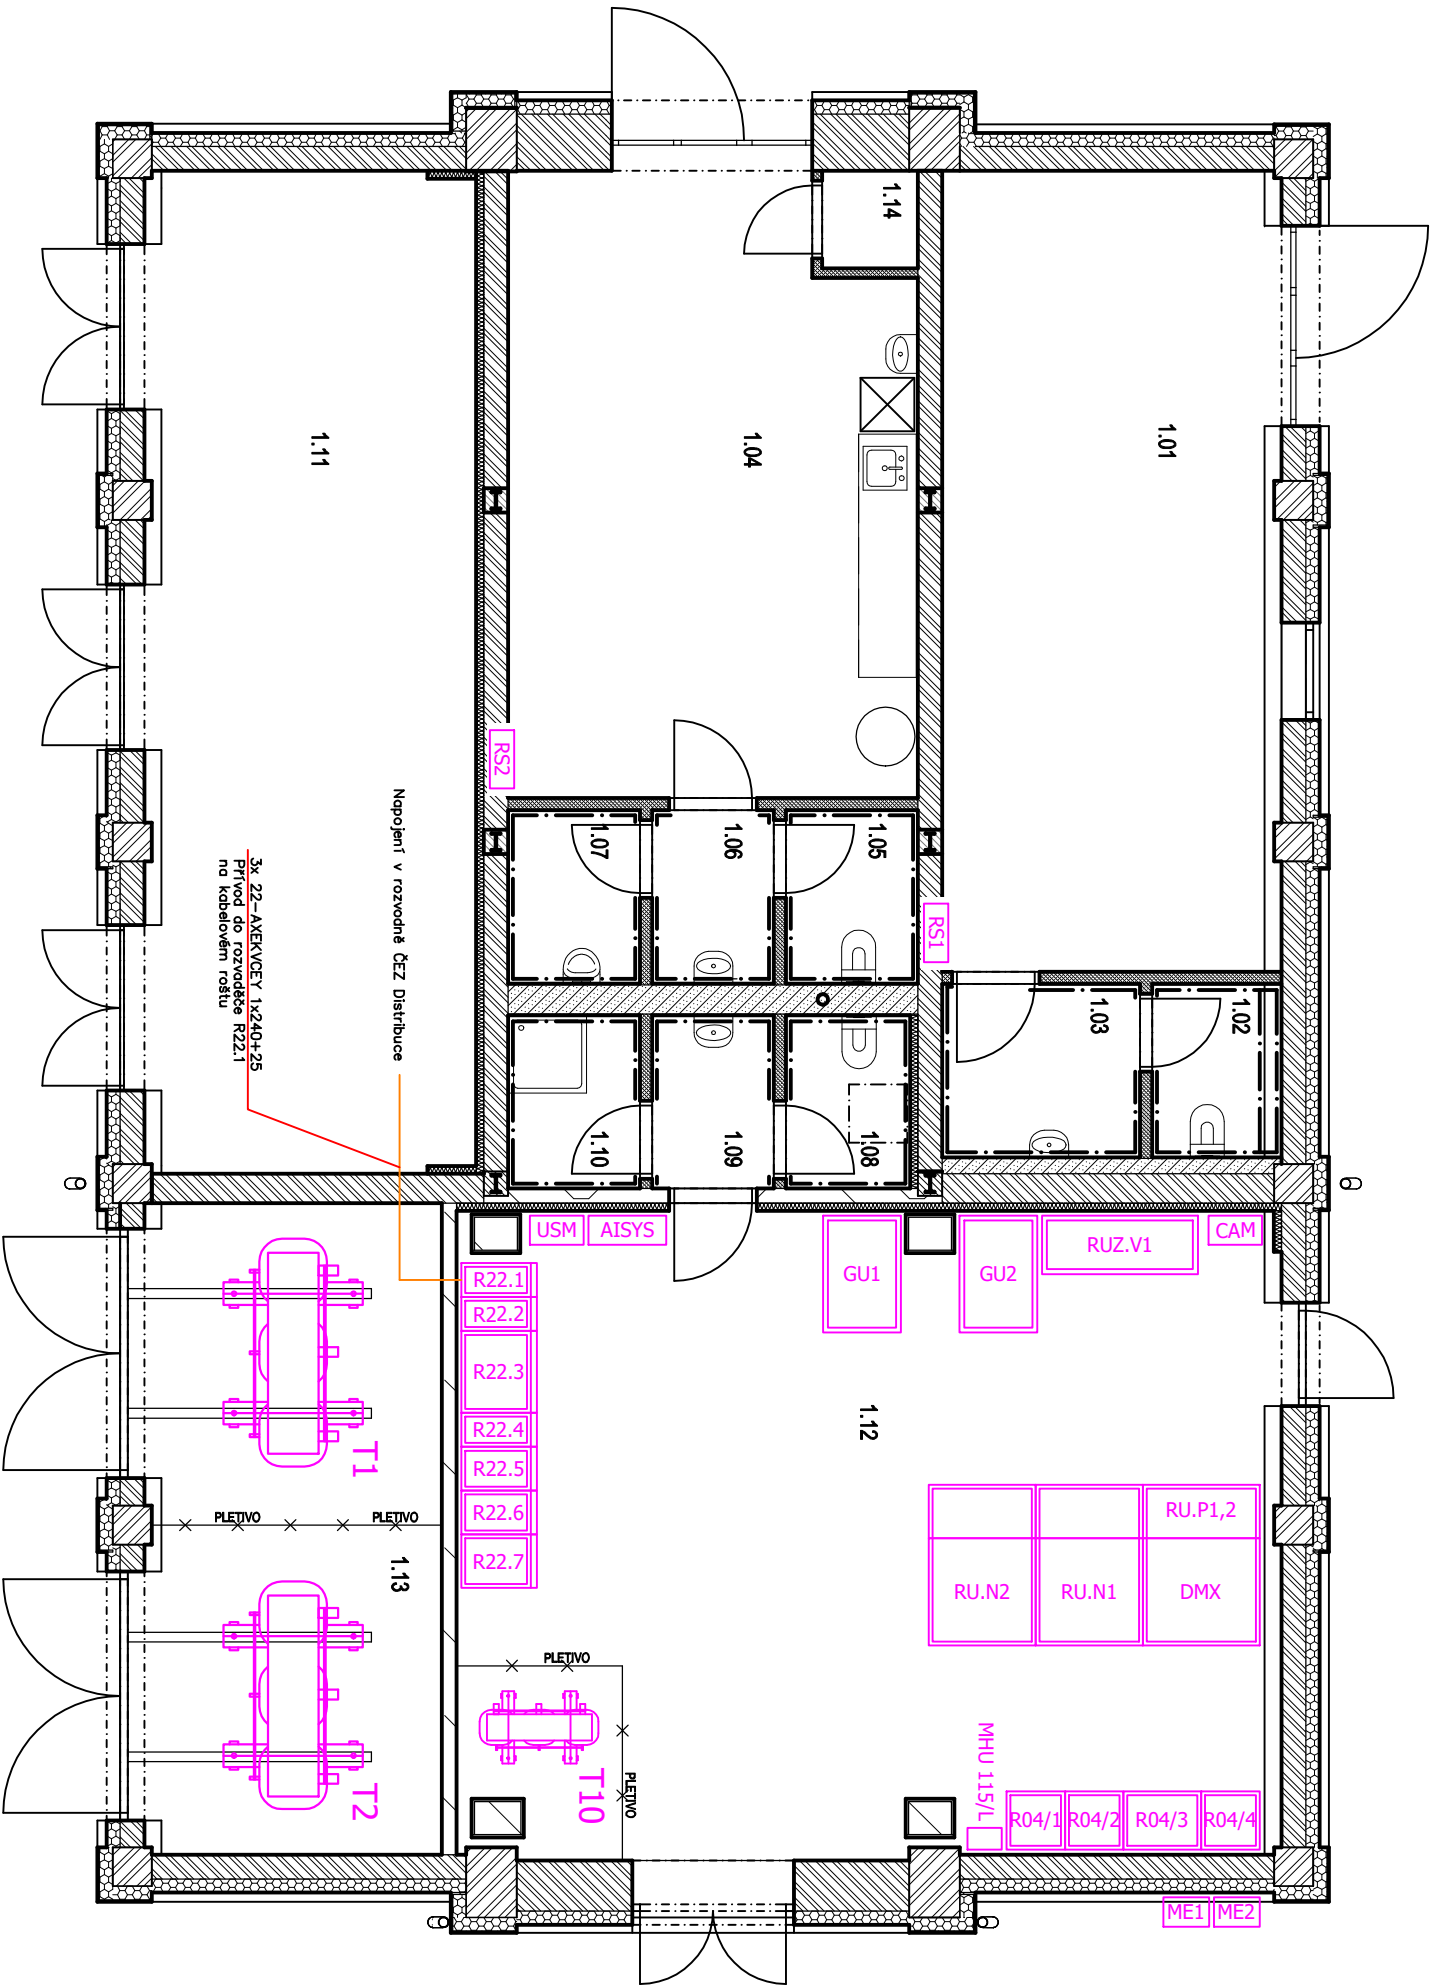 1.14
1.11
1.04
1.01
RS2
Napojení v rozvodně ČEZ Distribuce
3x 22-AXEKVCEY 1x240+25
Přívod do rozvaděče R22.1
na kabelovém roštu
1.07
1.06
1.05
RS1
1.03
1.02
1.10
1.09
1.08
USM
AISYS
GU1
GU2
RUZ.V1
CAM
R22.1
R22.2
R22.3
R22.4
R22.5
R22.6
R22.7
1.12
T1
PLETIVO
PLETIVO
1.13
T2
RU.P1,2
RU.N2
RU.N1
DMX
PLETIVO
T10
PLETIVO
MHU 115/L
R04/1
R04/2
R04/3
R04/4
ME1
ME2